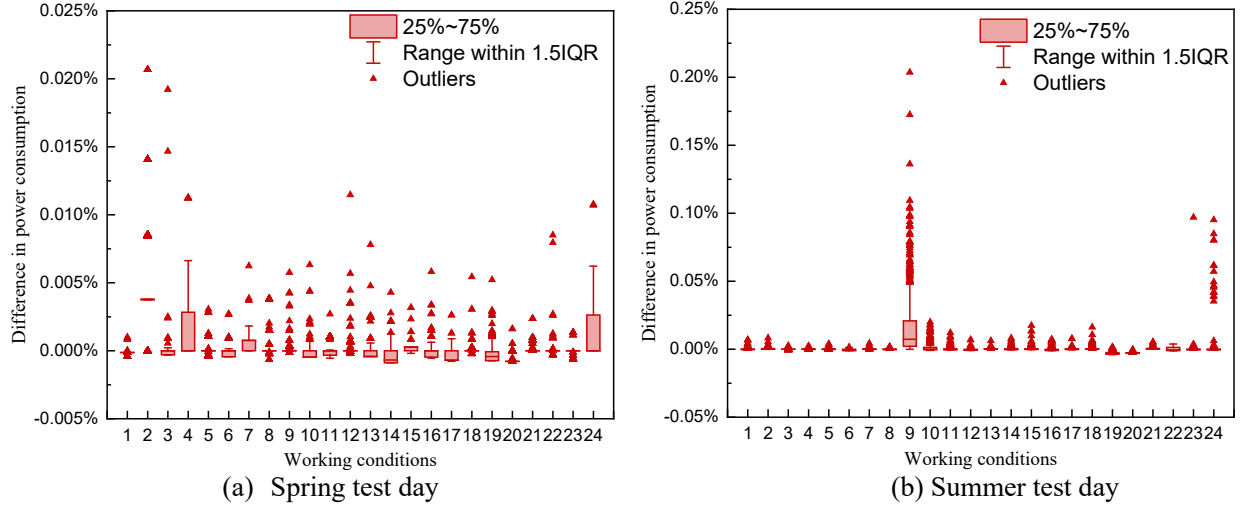 0.025%
0.020%
0.015%
0.010%
0.005%
0.000%
-0.005%
Difference in power consumption
25%~75%
Range within 1.5IQR
Outliers
1 2 3 4 5 6 7 8 9 10 11 12 13 14 15 16 17 18 19 20 21 22 23 24
Working conditions
(a) Spring test day
0.25%
0.20%
0.15%
0.10%
0.05%
0.00%
-0.05%
Difference in power consumption
25%~75%
Range within 1.5IQR
Outliers
1 2 3 4 5 6 7 8 9 10 11 12 13 14 15 16 17 18 19 20 21 22 23 24
Working conditions
(b) Summer test day